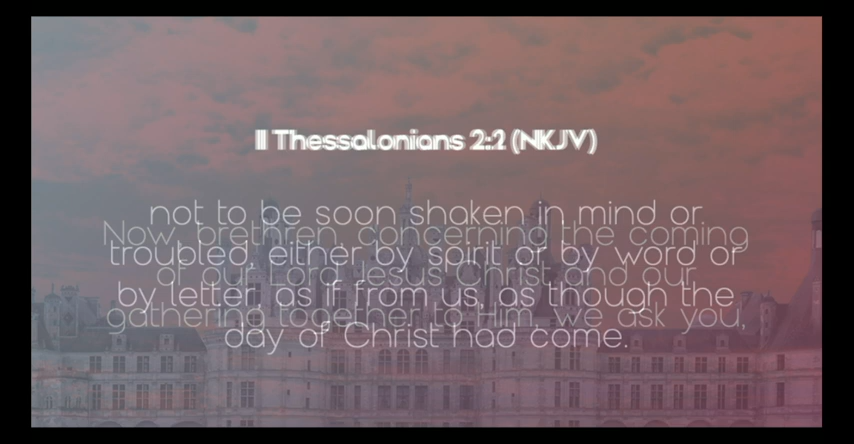 II Thessalonians 2:2 (NKJV)
not to be soon shaken in mind or
Now, brethren, concerning the coming
troubled, either by spirit or by word or
of our Lord Jesus Christ and our
by letter, as if from us, as though the
gathering together to Him, we ask you,
day of Christ had come.